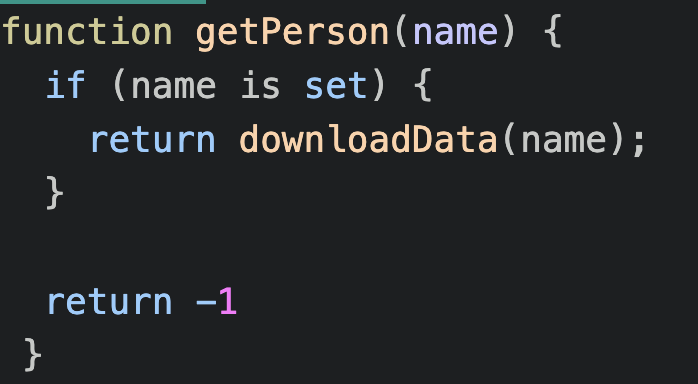 function getPerson(name) {
if (name is set) {
return downloadData(name);
}
return -1
}